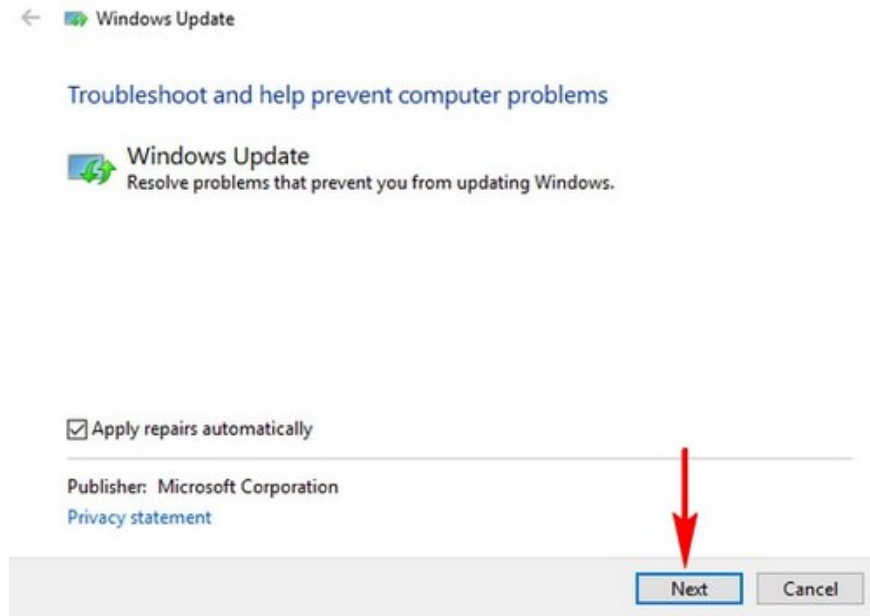 Windows Update
Troubleshoot and help prevent computer problems
Windows Update
Resolve problems that prevent you from updating Windows.
Apply repairs automatically
Publisher: Microsoft Corporation
Privacy statement
Next Cancel